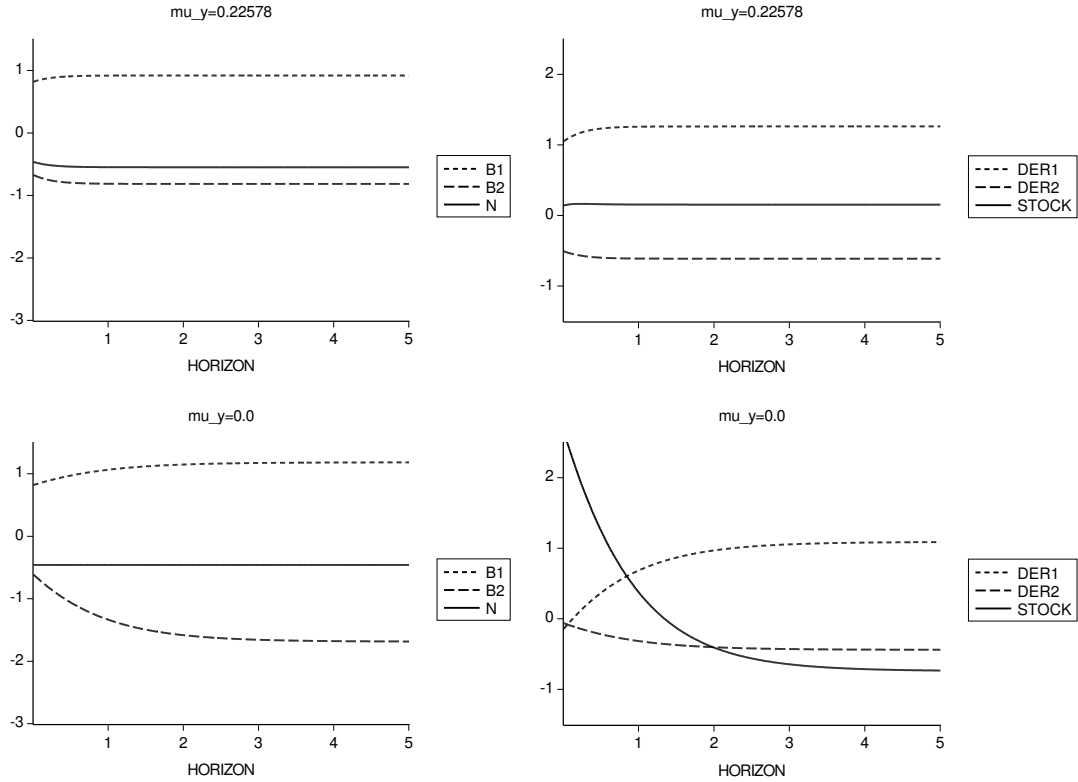 mu_y=0.22578
1
0
-1
-2
-3
1
2
3
4
5
HORIZON
B1
B2
N
mu_y=0.22578
2
1
0
-1
1
2
3
4
5
HORIZON
DER1
DER2
STOCK
mu_y=0.0
1
0
-1
-2
-3
1
2
3
4
5
HORIZON
B1
B2
N
mu_y=0.0
2
1
0
-1
1
2
3
4
5
HORIZON
DER1
DER2
STOCK